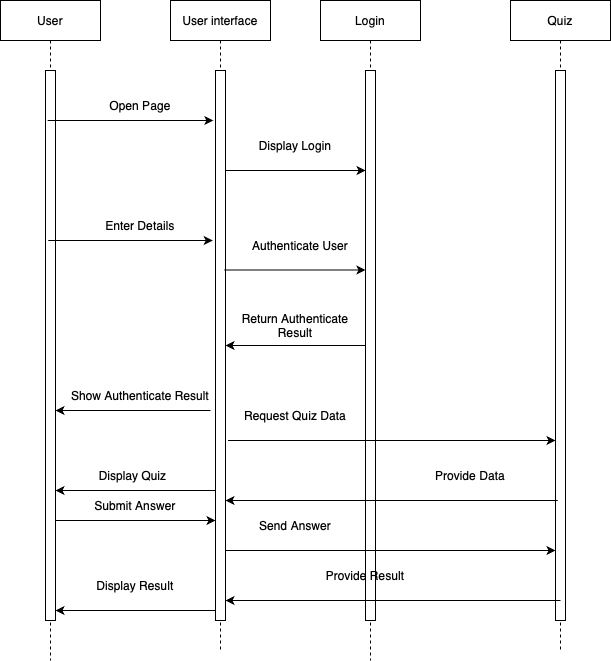 User
User interface
Login
Quiz
Open Page
Display Login
Enter Details
Authenticate User
Return Authenticate
Result
Show Authenticate Result
Request Quiz Data
Display Quiz
Provide Data
Submit Answer
Send Answer
Provide Result
Display Result